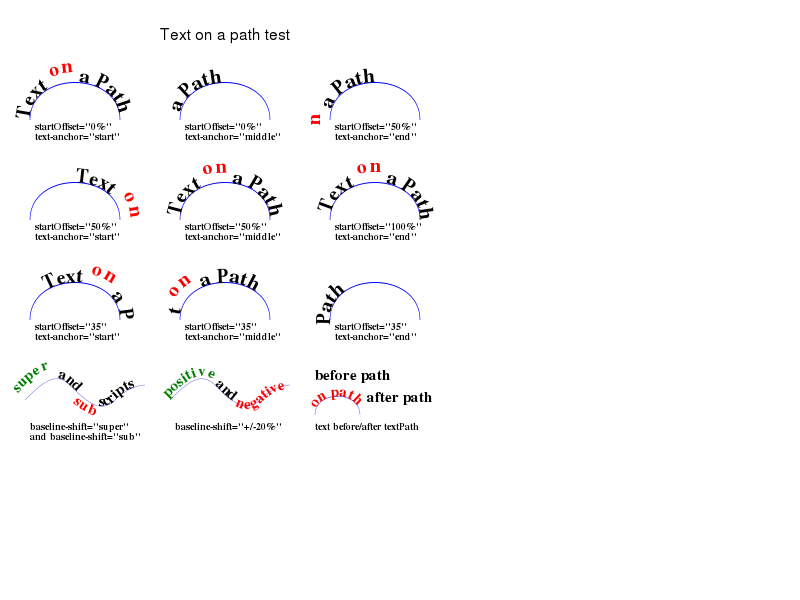 Text on a path test
Text on a Path
startOffset="0%"
text-anchor="start"
a Path
startOffset="0%"
text-anchor="middle"
n a Path
startOffset="50%"
text-anchor="end"
Text on
startOffset="50%"
text-anchor="start"
Text on a Path
startOffset="50%"
text-anchor="middle"
Text on a Path
startOffset="100%"
text-anchor="end"
Text on a P
startOffset="35"
text-anchor="start"
t on a Path
startOffset="35"
text-anchor="middle"
Path
startOffset="35"
text-anchor="end"
super and sub scripts
baseline-shift="super"
and baseline-shift="sub"
positive and negative
baseline-shift="+/-20%"
before path
on path after path
text before/after textPath